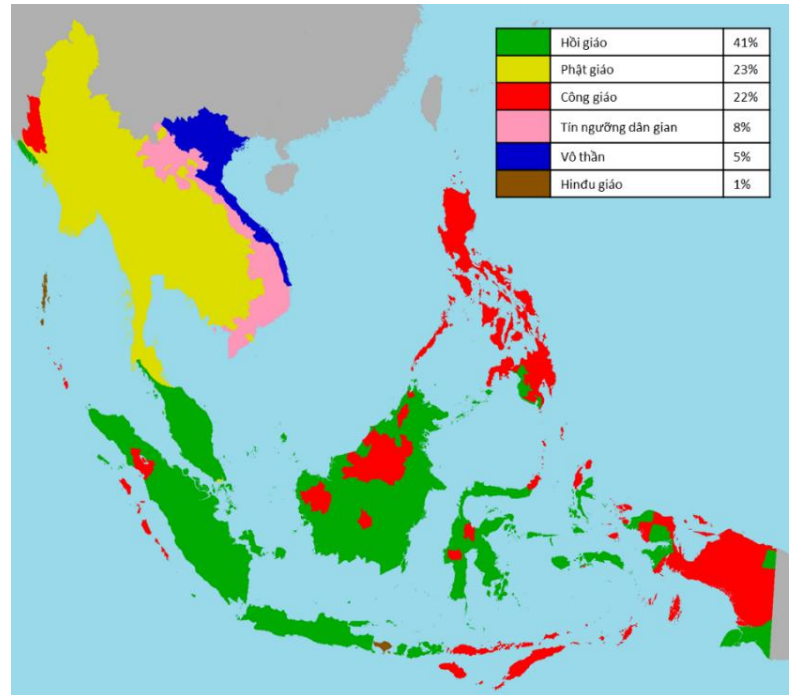 Hồi giáo 41%
Phật giáo 23%
Công giáo 22%
Tín ngưỡng dân gian 8%
Vô thần 5%
Hinđu giáo 1%